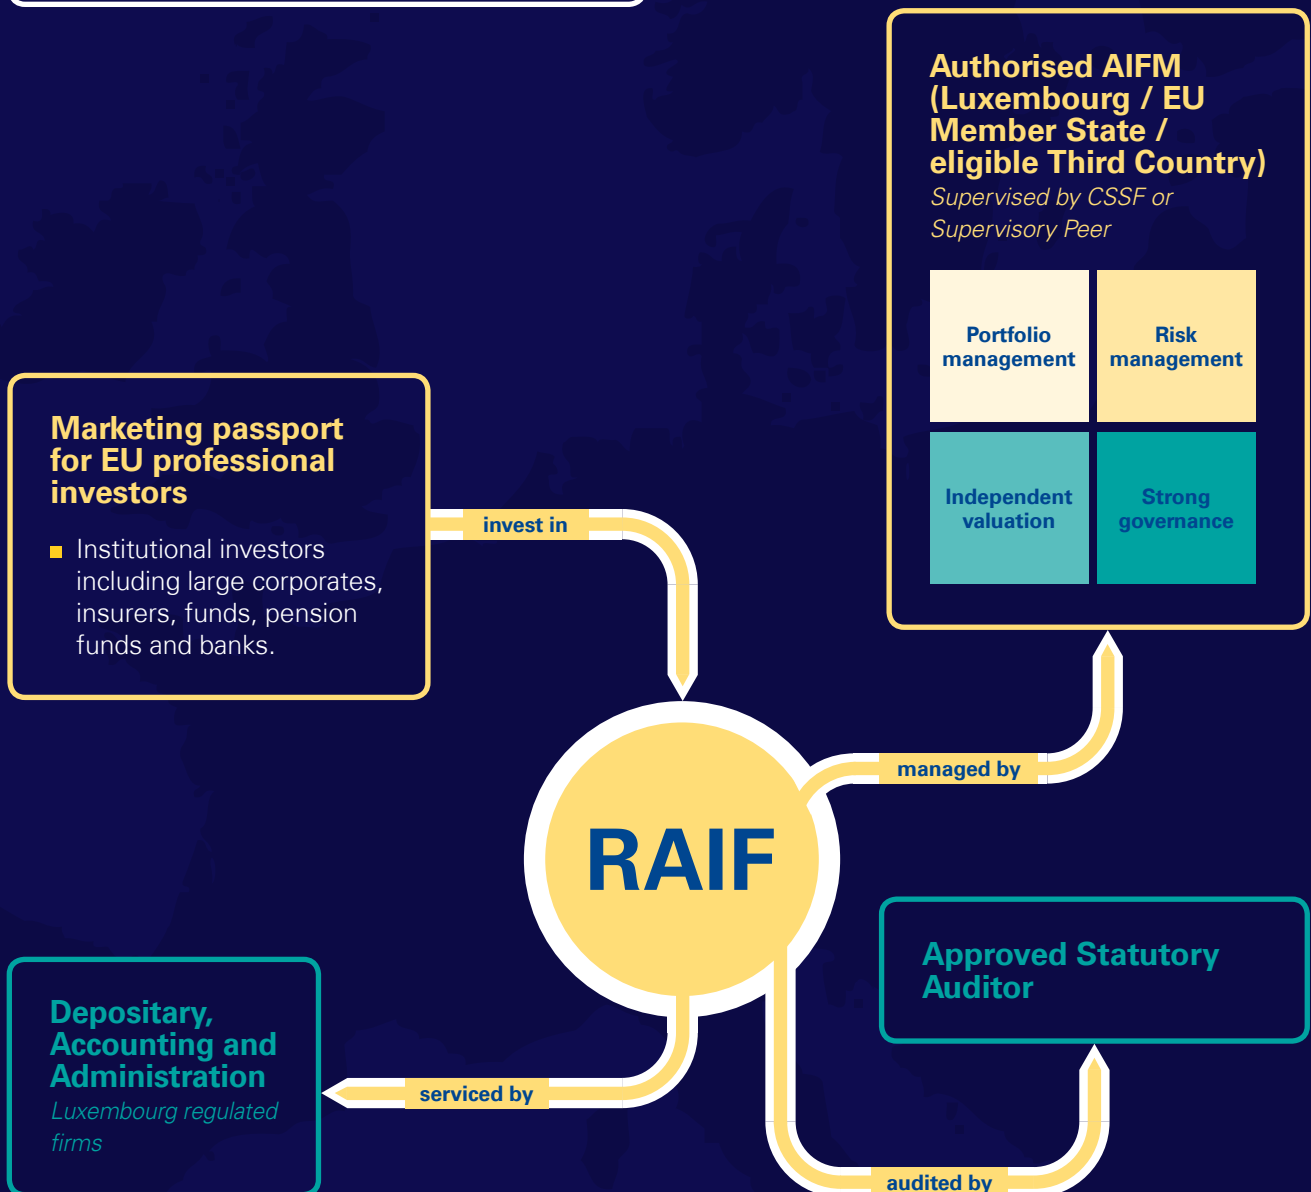 Authorised AIFM
(Luxembourg / EU
Member State /
eligible Third Country)
Supervised by CSSF or
Supervisory Peer
Portfolio
management
Risk
management
Independent
valuation
Strong
governance
Marketing passport
for EU professional
investors
Institutional investors
including large corporates,
insurers, funds, pension
funds and banks.
invest in
managed by
RAIF
Approved Statutory
Auditor
Depositary,
Accounting and
Administration
Luxembourg regulated
firms
serviced by
audited by